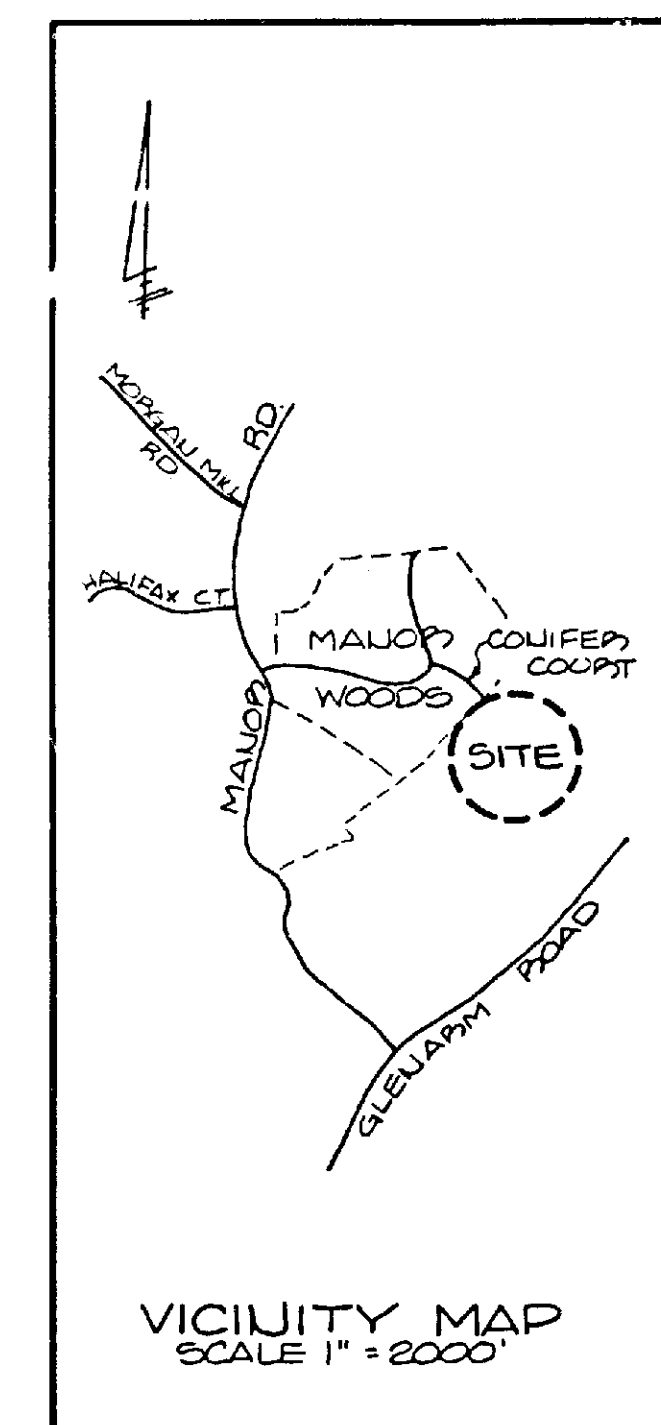 MORGAN MILL
RD.
RD.
HALIFAX CT.
MANOR
WOODS
CONIFER
COURT
MANOR
SITE
GLENARM ROAD
VICINITY MAP
SCALE 1" = 2000'